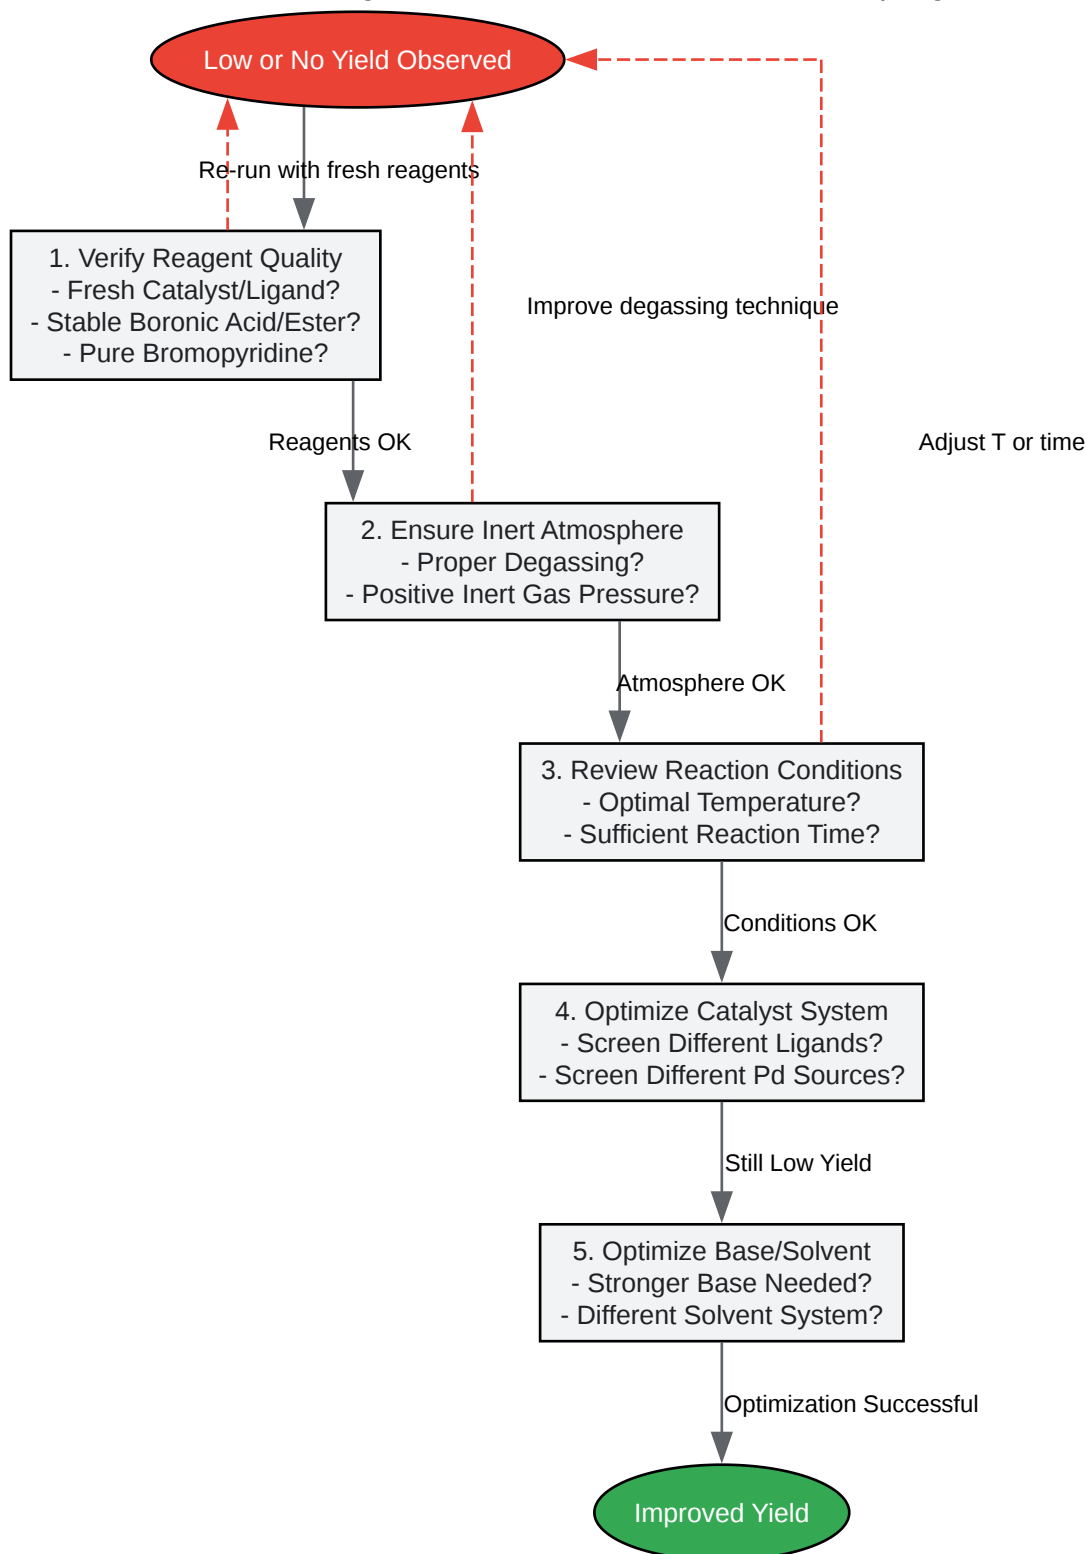 Low or No Yield Observed
Re-run with fresh reagents
1. Verify Reagent Quality
- Fresh Catalyst/Ligand?
- Stable Boronic Acid/Ester?
- Pure Bromopyridine?
Improve degassing technique
Reagents OK
Adjust T or time
2. Ensure Inert Atmosphere
- Proper Degassing?
- Positive Inert Gas Pressure?
Atmosphere OK
3. Review Reaction Conditions
- Optimal Temperature?
- Sufficient Reaction Time?
Conditions OK
4. Optimize Catalyst System
- Screen Different Ligands?
- Screen Different Pd Sources?
Still Low Yield
5. Optimize Base/Solvent
- Stronger Base Needed?
- Different Solvent System?
Optimization Successful
Improved Yield